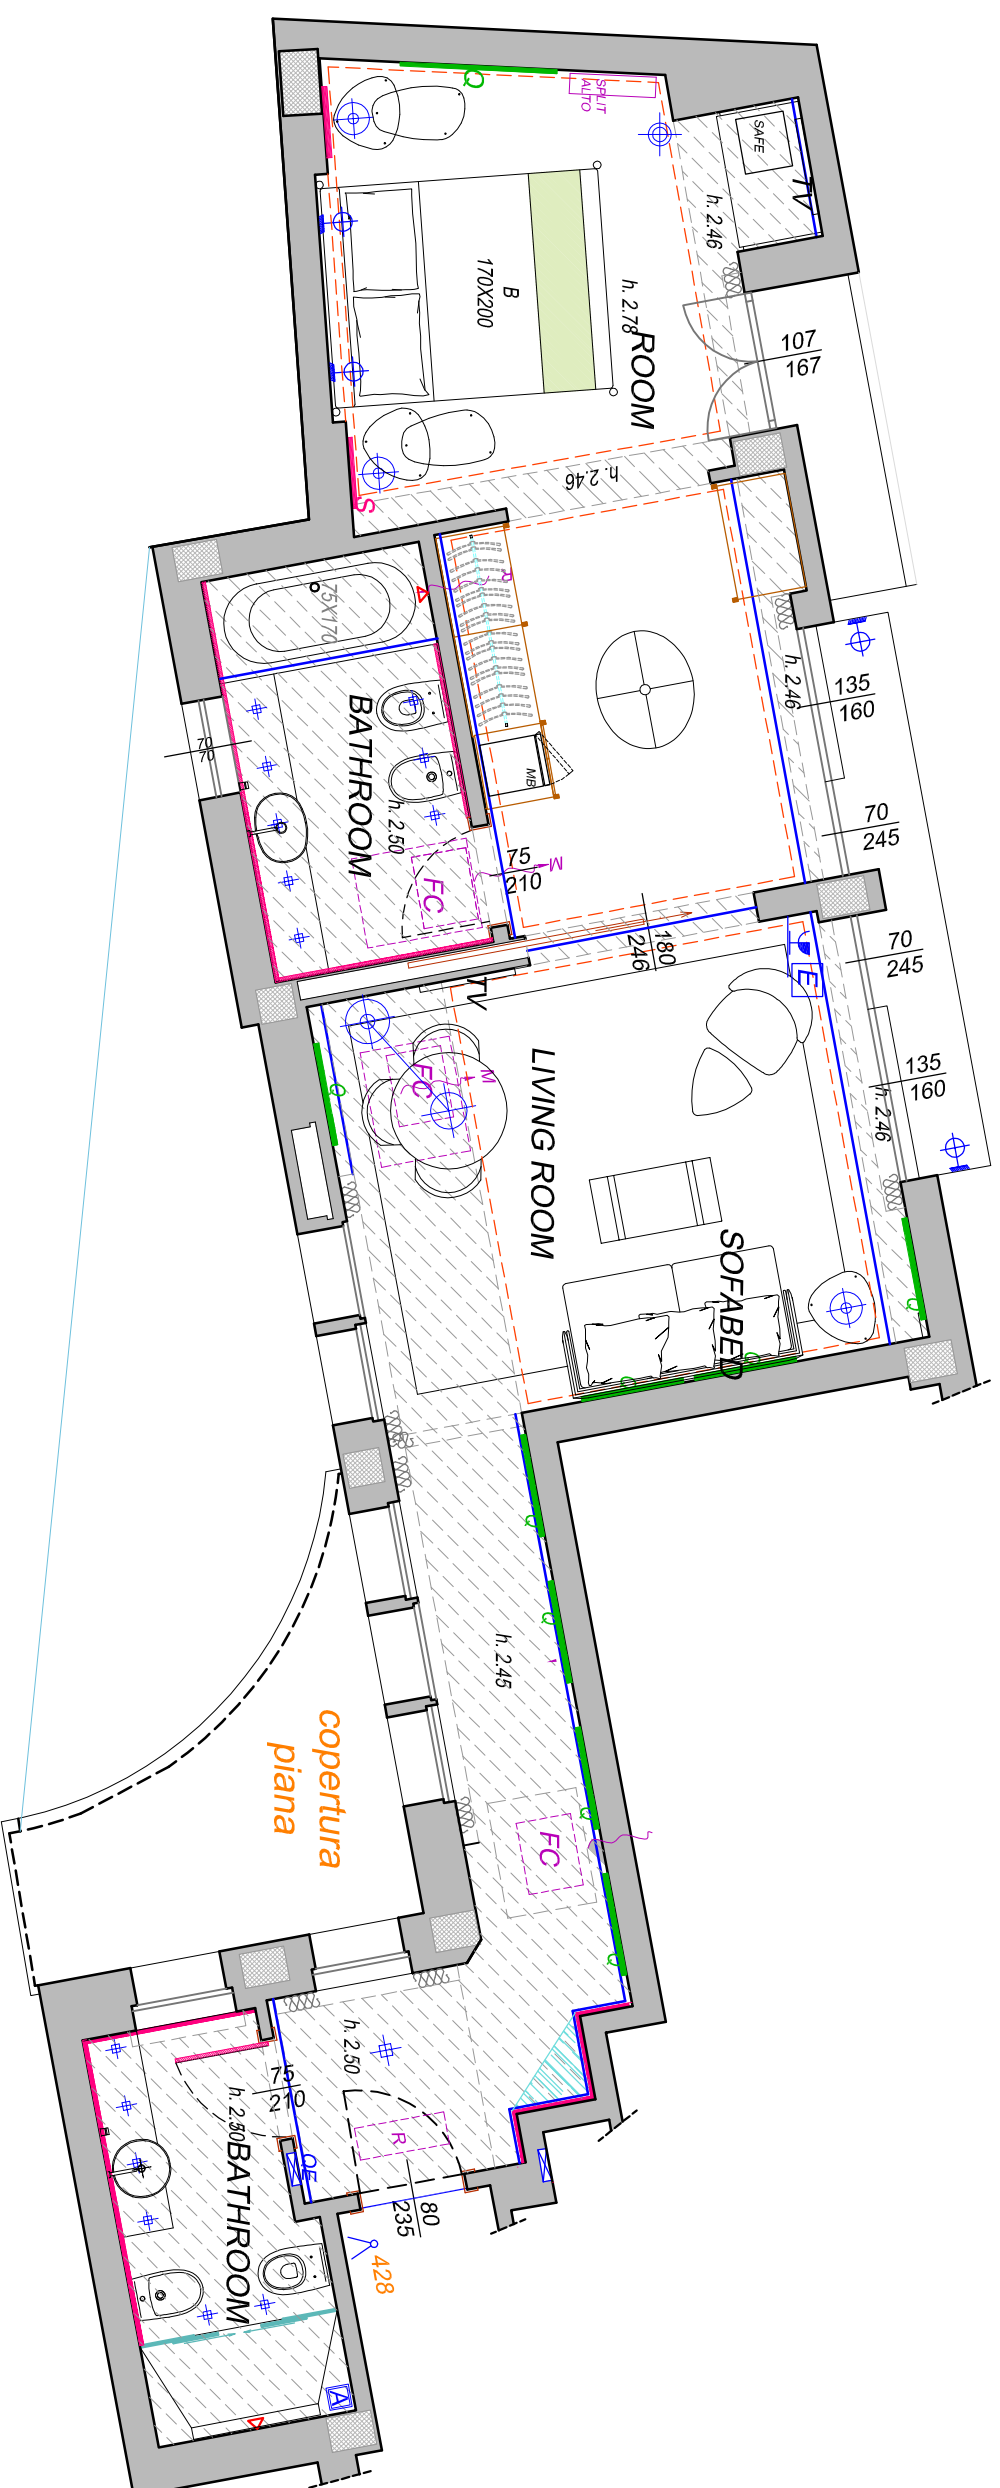 Q
SPLIT
ALTO
SAFE
TV
h. 2.46
h. 2.78
B
170X200
ROOM
107
167
h. 2.46
S
75X170
R
h. 2.46
135
160
BATHROOM
70
70
MB
h. 2.50
70
245
75
210
M
FC
180
246
70
245
E
TV
LIVING ROOM
M
FC
Q
135
160
h. 2.46
SOFABED
Q
Q
Q
Q
Q
h. 2.45
copertura
piana
Q
FC
Q
h. 2.50
75
210
h. 2.50
R
QE
BATHROOM
80
235
428
A